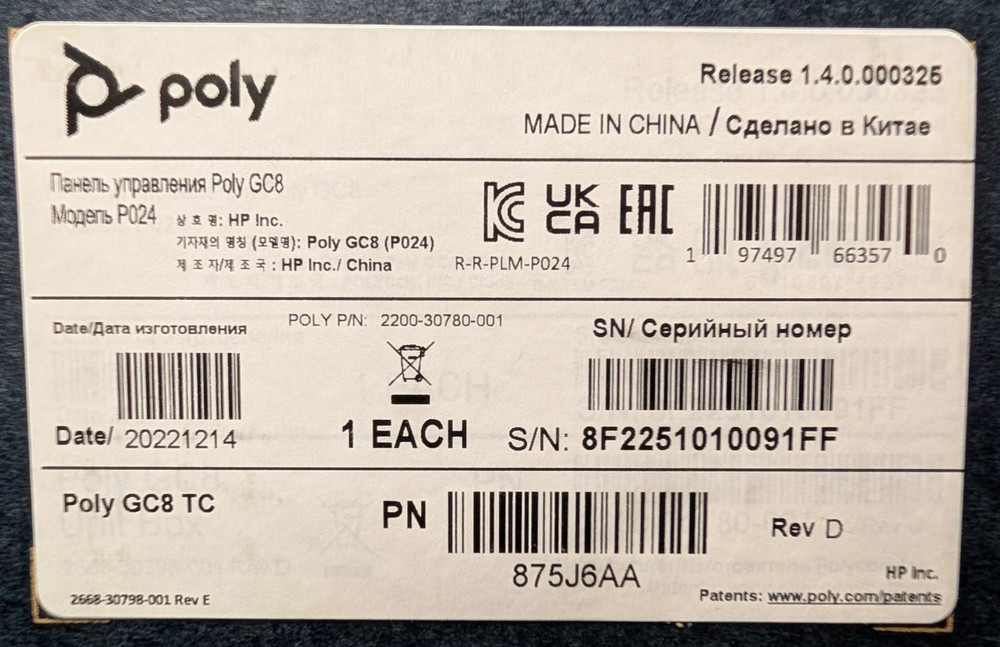 poly
Release 1.4.0.000325
MADE IN CHINA / Сделано в Китае
Панель управления Poly GC8
Модель P024
상 호 명: HP Inc.
기자재의 명칭 (모델명): Poly GC8 (P024)
제 조 자/제 조 국 : HP Inc./ China
UK
CA
EAC
R-R-PLM-P024
1 97497 66357 0
Date/Дата изготовления
POLY P/N: 2200-30780-001
SN/ Серийный номер
Date/ 20221214
1 EACH
S/N: 8F2251010091FF
Poly GC8 TC
PN
875J6AA
Rev D
HP Inc.
2668-30798-001 Rev E
Patents: www.poly.com/patents